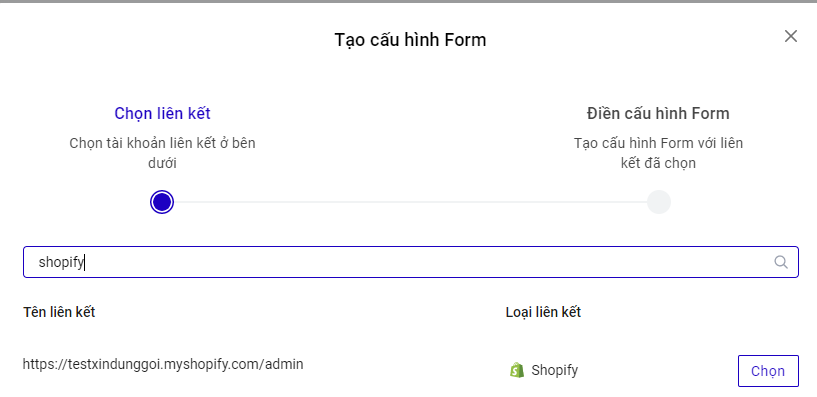 Tạo cấu hình Form
Chọn liên kết
Chọn tài khoản liên kết ở bên
dưới
Điền cấu hình Form
Tạo cấu hình Form với liên
kết đã chọn
shopify
Tên liên kết
Loại liên kết
https://testxindunggoi.myshopify.com/admin
Shopify
Chọn